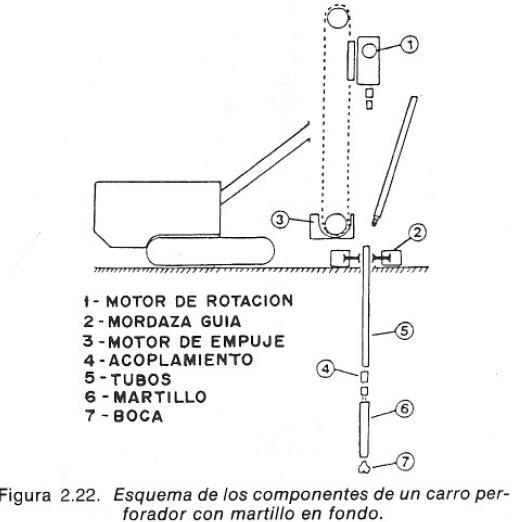 1
3
2
1- MOTOR DE ROTACION
2 - MORDAZA GUIA
3 - MOTOR DE EMPUJE
4 - ACOPLAMIENTO
5 - TUBOS
6 - MARTILLO
7 - BOCA
5
4
6
7
Figura 2.22. Esquema de los componentes de un carro per-
forador con martillo en fondo.